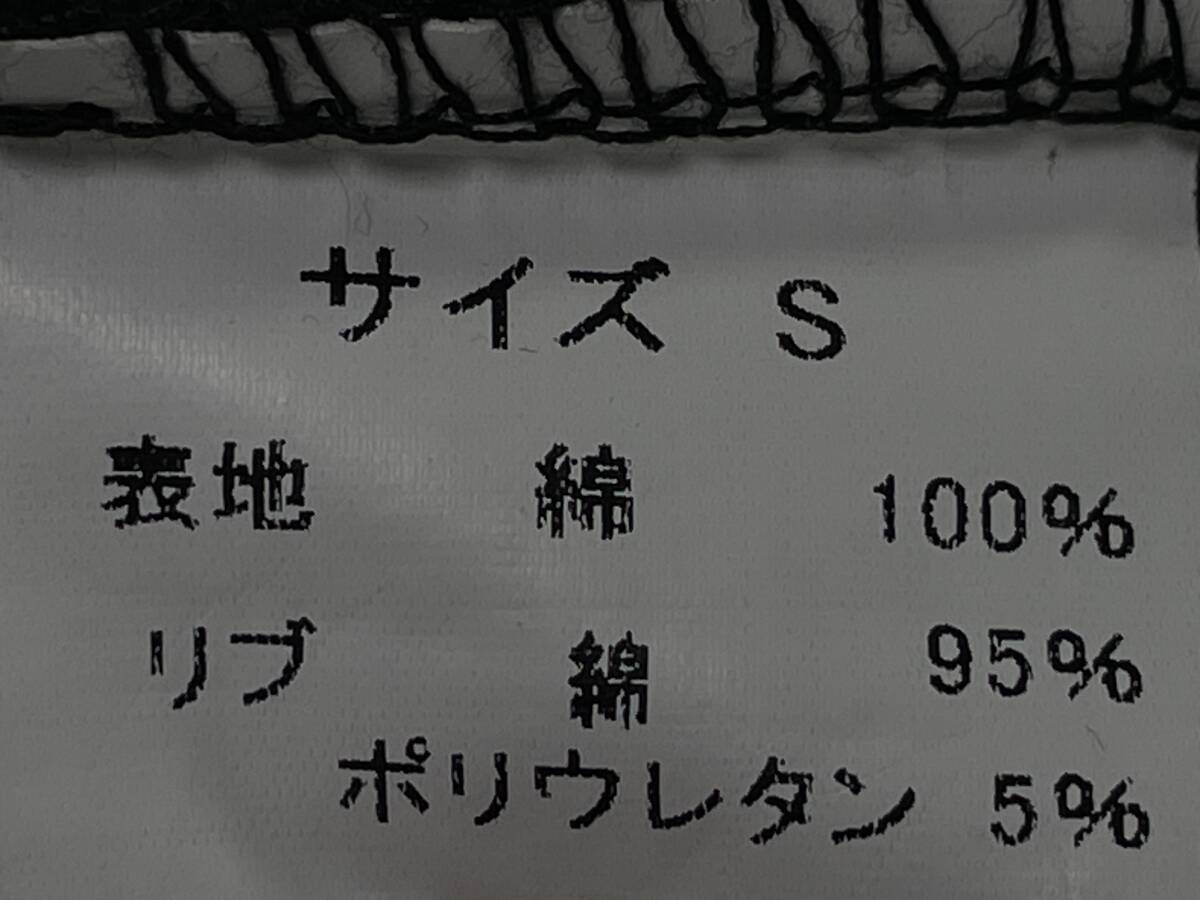 サイズ S
表地 綿 100%
リブ 綿 95%
ポリウレタン 5%